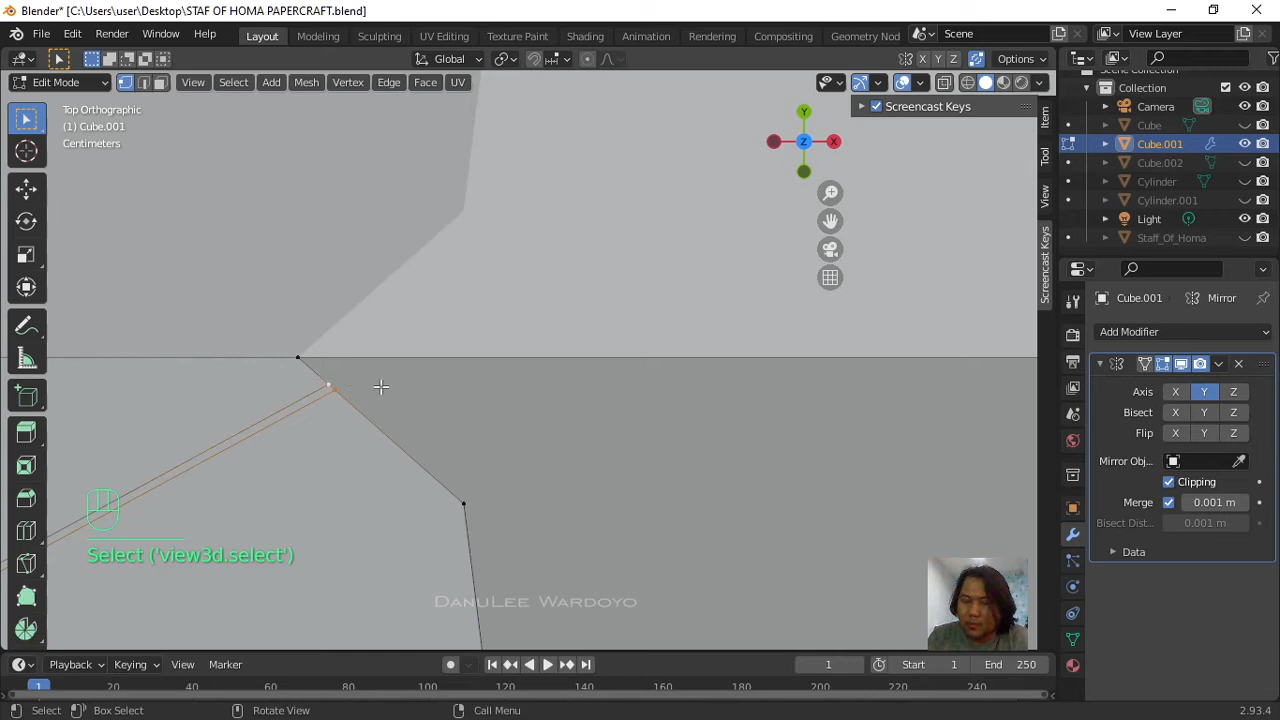 Blender* [C:\Users\user\Desktop\STAF OF HOMA PAPERCRAFT.blend]
File Edit Render Window Help
Layout Modeling Sculpting UV Editing Texture Paint Shading Animation Rendering Compositing Geometry Nod
Scene
View Layer
Global
X Y Z
Options
Edit Mode
View Select Add Mesh Vertex Edge Face UV
Top Orthographic
(1) Cube.001
Centimeters
Screencast Keys
Y
Z
X
Item
Tool
View
Screencast Keys
Scene Collection
Collection
Camera
Cube
Cube.001
Cube.002
Cylinder
Cylinder.001
Light
Staff_Of_Homa
Cube.001
Mirror
Add Modifier
Axis X Y Z
Bisect X Y Z
Flip X Y Z
Mirror Obj...
Clipping
Merge 0.001 m
Bisect Dist... 0.001 m
Data
Select ('view3d.select')
DanuLee Wardoyo
Playback Keying View Marker
1
Start 1
End 250
1 20 40 60 80 100 120 140 160 180 200 220 240
Select Box Select Rotate View Call Menu
2.93.4